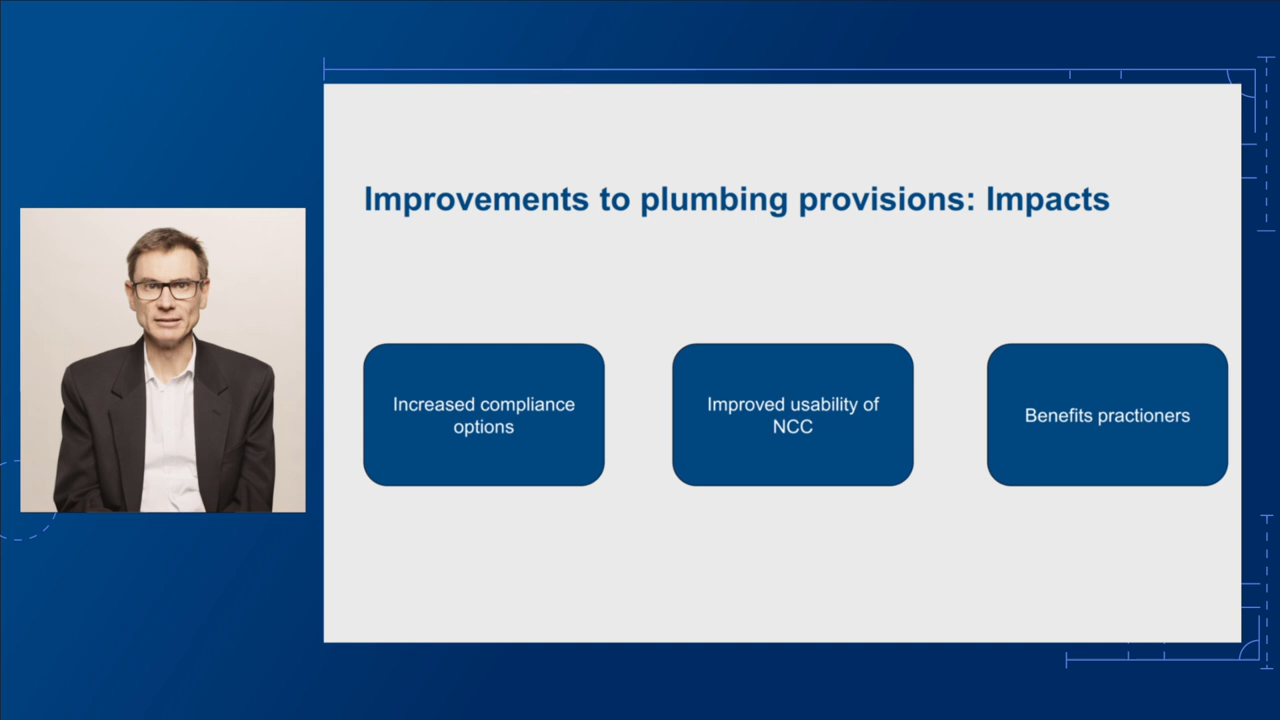 Improvements to plumbing provisions: Impacts
Increased compliance
options
Improved usability of
NCC
Benefits practioners